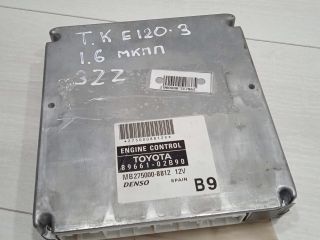 T.K E120.3
1.6 мкпп
3ZZ
ENGINE CONTROL
TOYOTA
89661-02B90
MB275000-8812 12V
DENSO SPAIN B9